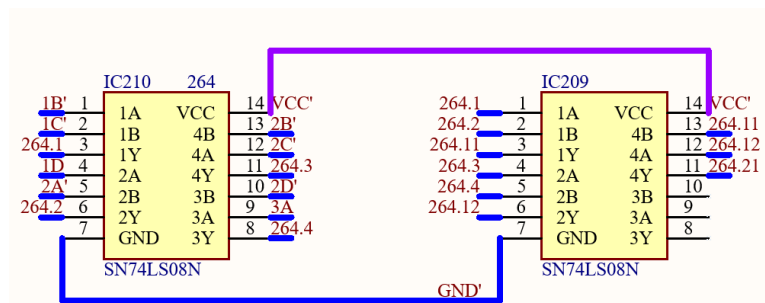 IC210 264 IC209
1B' 1 1A VCC 14 VCC' 264.1 1 1A VCC 14 VCC'
1C' 2 1B 4B 13 2B' 264.2 2 1B 4B 13 264.11
264.1 3 1Y 4A 12 2C' 264.11 3 1Y 4A 12 264.12
1D 4 2A 4Y 11 264.3 264.3 4 2A 4Y 11 264.21
2A' 5 2B 3B 10 2D' 264.4 5 2B 3B 10
264.2 6 2Y 3A 9 3A 264.12 6 2Y 3A 9
7 GND 3Y 8 264.4 7 GND 3Y 8
SN74LS08N SN74LS08N
GND'